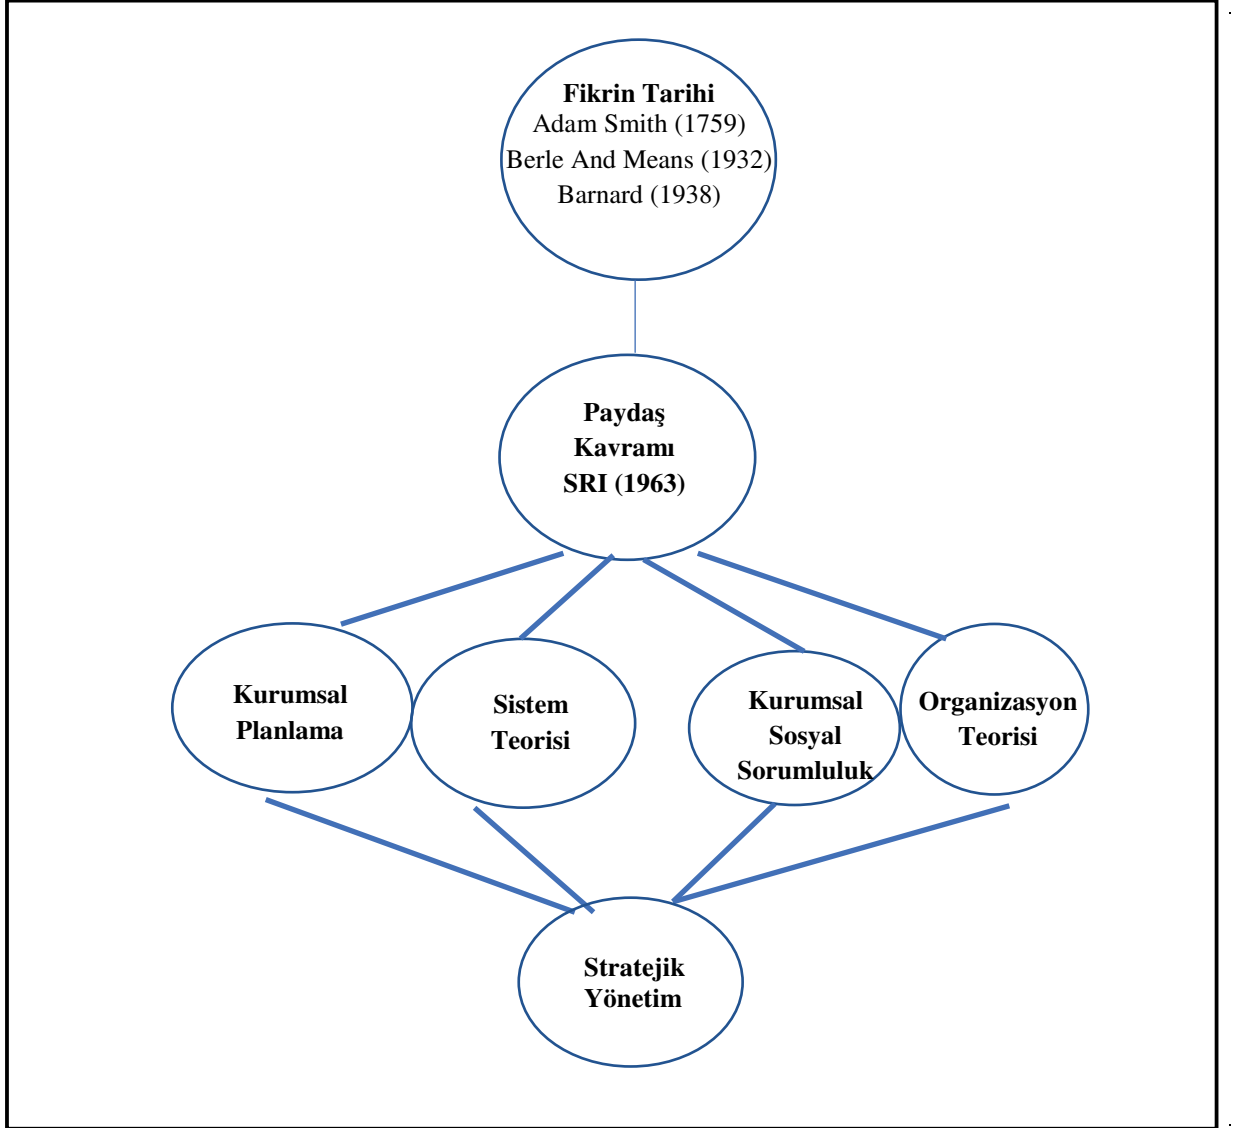 Fikrin Tarihi
Adam Smith (1759)
Berle And Means (1932)
Barnard (1938)
Paydaş
Kavramı
SRI (1963)
Kurumsal
Planlama
Sistem
Teorisi
Kurumsal
Sosyal
Sorumluluk
Organizasyon
Teorisi
Stratejik
Yönetim